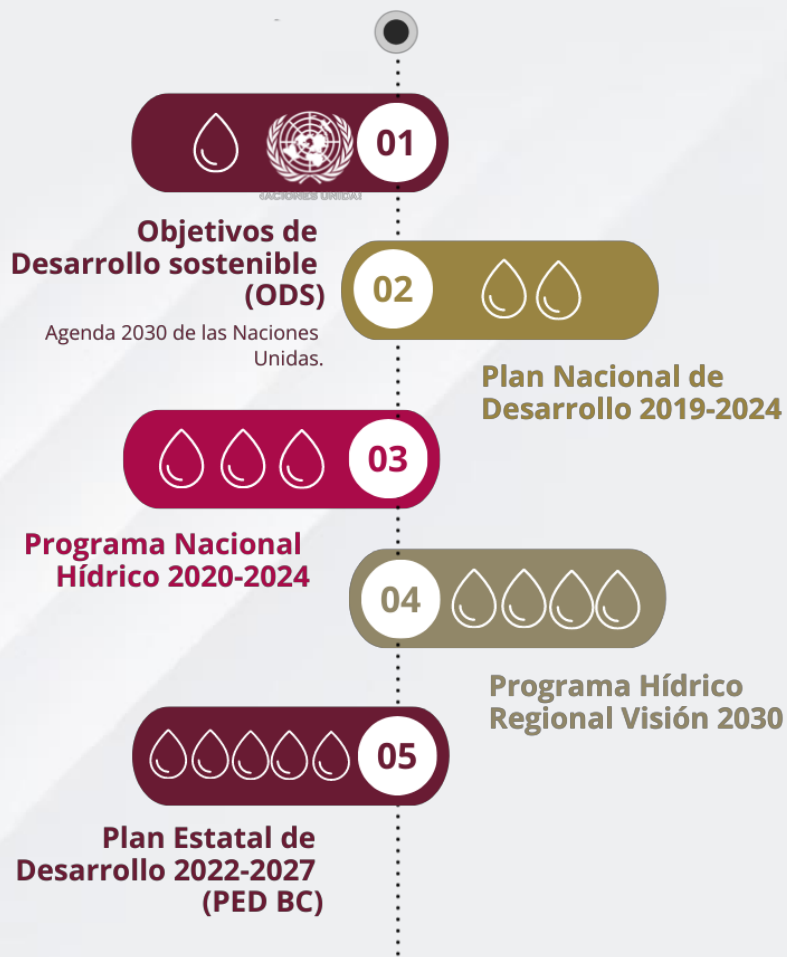 01
NACIONES UNIDAS
Objetivos de
Desarrollo sostenible
(ODS)
Agenda 2030 de las Naciones
Unidas.
02
Plan Nacional de
Desarrollo 2019-2024
03
Programa Nacional
Hídrico 2020-2024
04
Programa Hídrico
Regional Visión 2030
05
Plan Estatal de
Desarrollo 2022-2027
(PED BC)